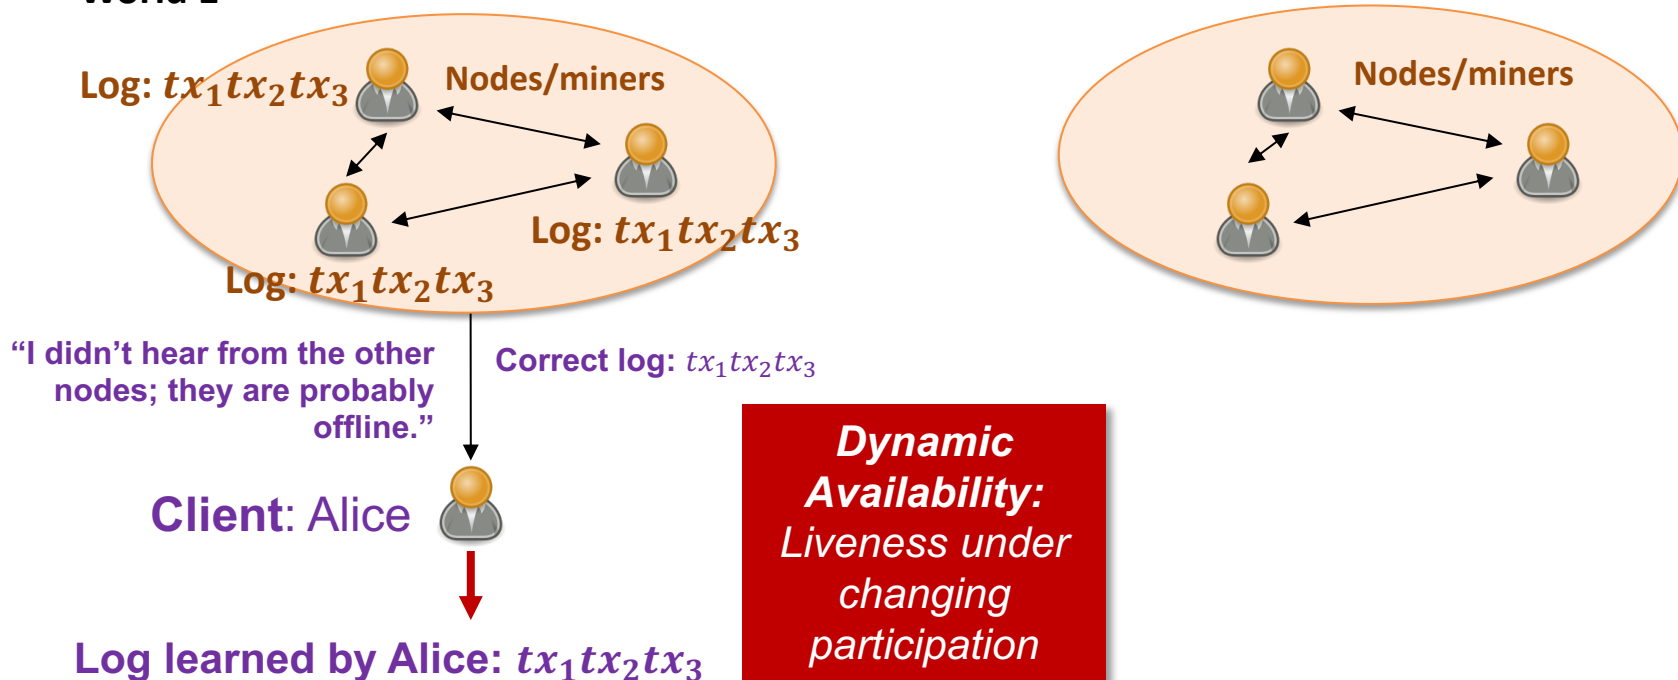 Log: tx₁tx₂tx₃
Nodes/miners
Log: tx₁tx₂tx₃
Log: tx₁tx₂tx₃
Nodes/miners
“I didn’t hear from the other
nodes; they are probably
offline.”
Correct log: tx₁tx₂tx₃
Client: Alice
Log learned by Alice: tx₁tx₂tx₃
Dynamic
Availability:
Liveness under
changing
participation